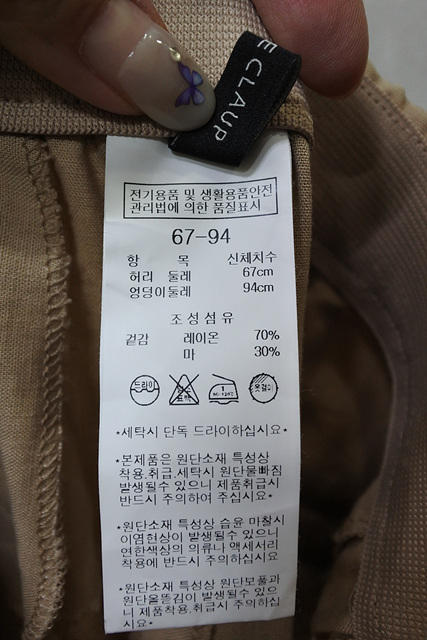 E CLAUP
전기용품 및 생활용품안전
관리법에 의한 품질표시
67-94
항 목 신체치수
허리 둘레 67cm
엉덩이둘레 94cm
조성섬유
겉감 레이온 70%
마 30%
드라이 옷걸이
*세탁시 단독 드라이하십시요*
*본제품은 원단소재 특성상
착용.취급.세탁시 원단물빠짐
발생될수 있으니 제품취급시
반드시 주의하여 주십시요*
*원단소재 특성상 습윤 마찰시
이염현상이 발생될수 있으니
연한색상의 의류나 액세서리
착용에 반드시 주의하십시요*
*원단소재 특성상 원단보풀과
원단올뜯김이 발생될수 있으
니 제품착용.취급시 주의하십시
요*